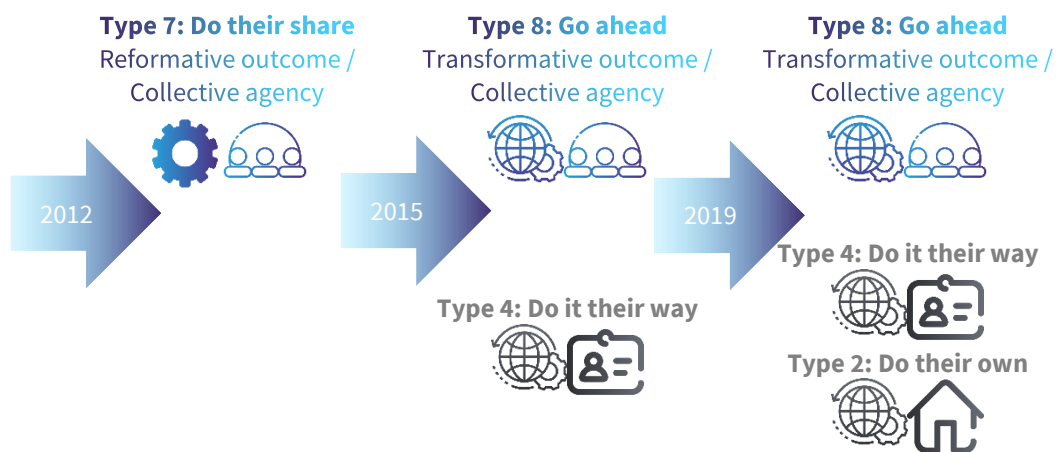 Type 7: Do their share
Reformative outcome /
Collective agency
2012
Type 8: Go ahead
Transformative outcome /
Collective agency
2015
Type 4: Do it their way
Type 8: Go ahead
Transformative outcome /
Collective agency
2019
Type 4: Do it their way
Type 2: Do their own